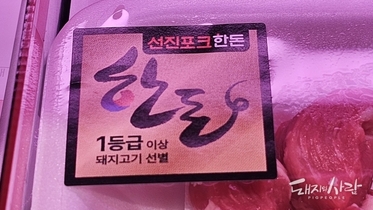 선진포크한돈
한돈
1등급 이상
돼지고기 선별
돼지와사람
PIGPEOPLE